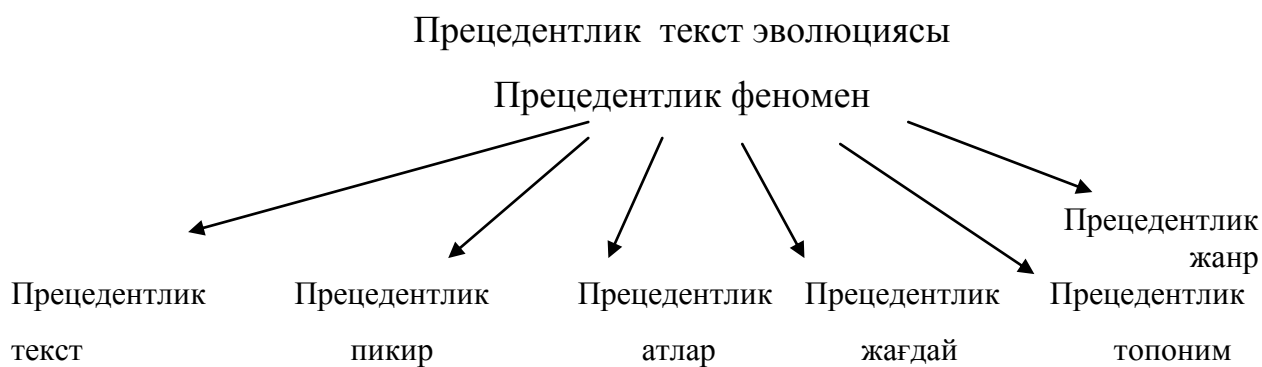 Прецедентлик текст эволюциясы
Прецедентлик феномен
Прецедентлик
жанр
Прецедентлик Прецедентлик Прецедентлик Прецедентлик Прецедентлик
текст пикир атлар жағдай топоним